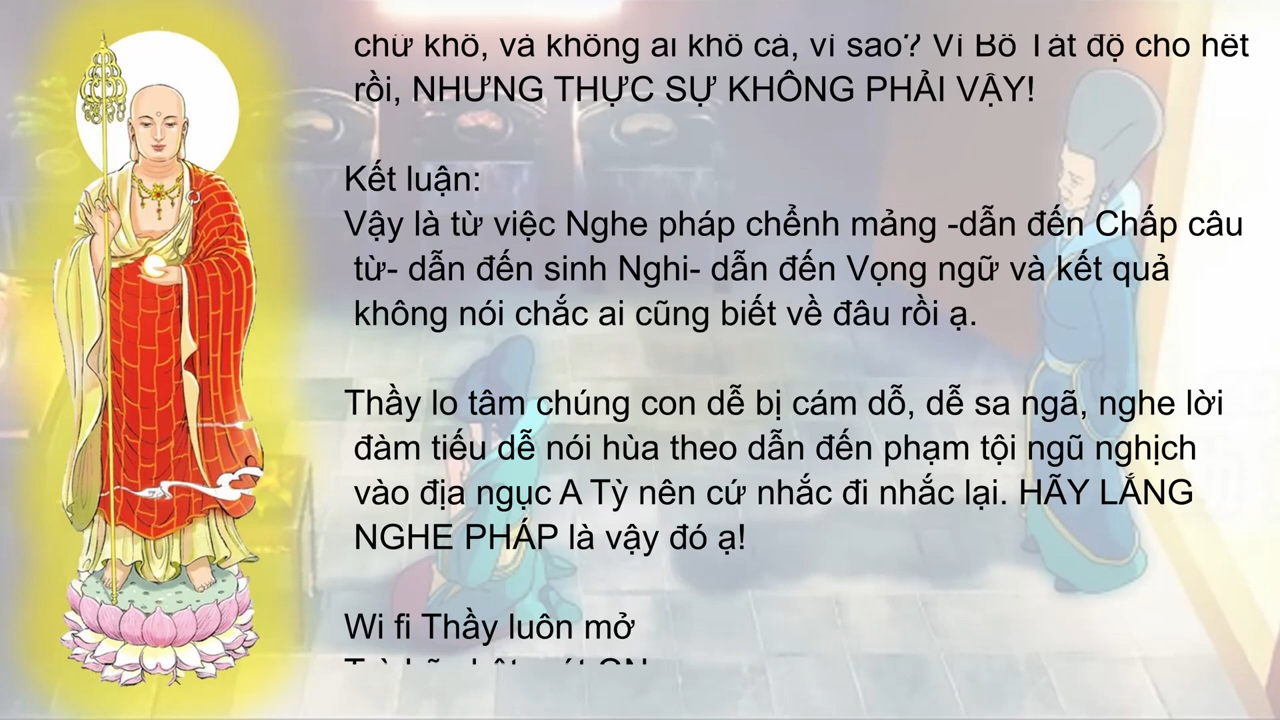 chữ khổ, và không ai khổ cả, vì sao? Vì Bồ Tát độ cho hết
rồi, NHƯNG THỰC SỰ KHÔNG PHẢI VẬY!
Kết luận:
Vậy là từ việc Nghe pháp chểnh mảng -dẫn đến Chấp câu
từ- dẫn đến sinh Nghi- dẫn đến Vọng ngữ và kết quả
không nói chắc ai cũng biết về đâu rồi ạ.
Thầy lo tâm chúng con dễ bị cám dỗ, dễ sa ngã, nghe lời
đàm tiếu dễ nói hùa theo dẫn đến phạm tội ngũ nghịch
vào địa ngục A Tỳ nên cứ nhắc đi nhắc lại. HÃY LẮNG
NGHE PHÁP là vậy đó ạ!
Wi fi Thầy luôn mở